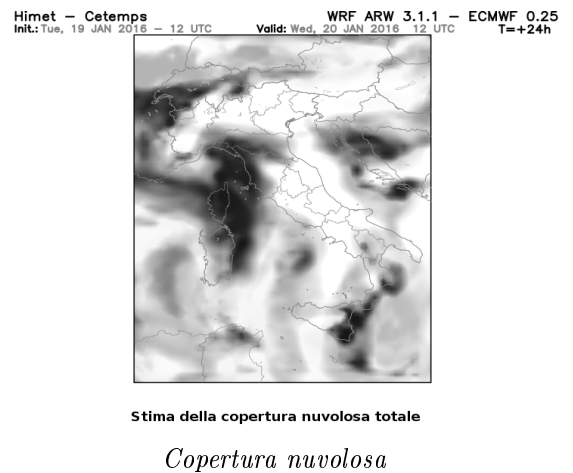 Himet – Cetemps WRF ARW 3.1.1 – ECMWF 0.25
Init.: Tue, 19 JAN 2016 – 12 UTC Valid: Wed, 20 JAN 2016 12 UTC T=+24h
Stima della copertura nuvolosa totale
Copertura nuvolosa